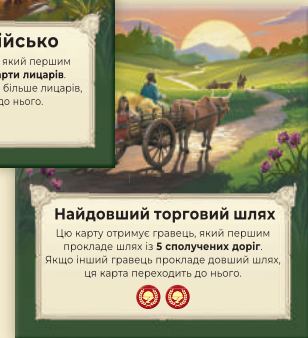 ійсько
який першим
арти лицарів.
більше лицарів,
до нього.
Найдовший торговий шлях
Цю карту отримує гравець, який першим
прокладе шлях із 5 сполучених доріг.
Якщо інший гравець прокладе довший шлях,
ця карта переходить до нього.